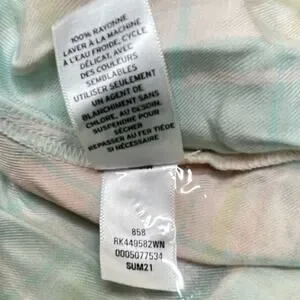 100% RAYONNE
LAVER À LA MACHINE
À L'EAU FROIDE, CYCLE
DÉLICAT, AVEC
DES COULEURS
SEMBLABLES
UTILISER SEULEMENT
UN AGENT DE
BLANCHIMENT SANS
CHLORE, AU BESOIN.
SUSPENDRE POUR
SÉCHER
REPASSER AU FER TIÈDE
SI NÉCESSAIRE
858
RK449582WN
0005077534
SUM21